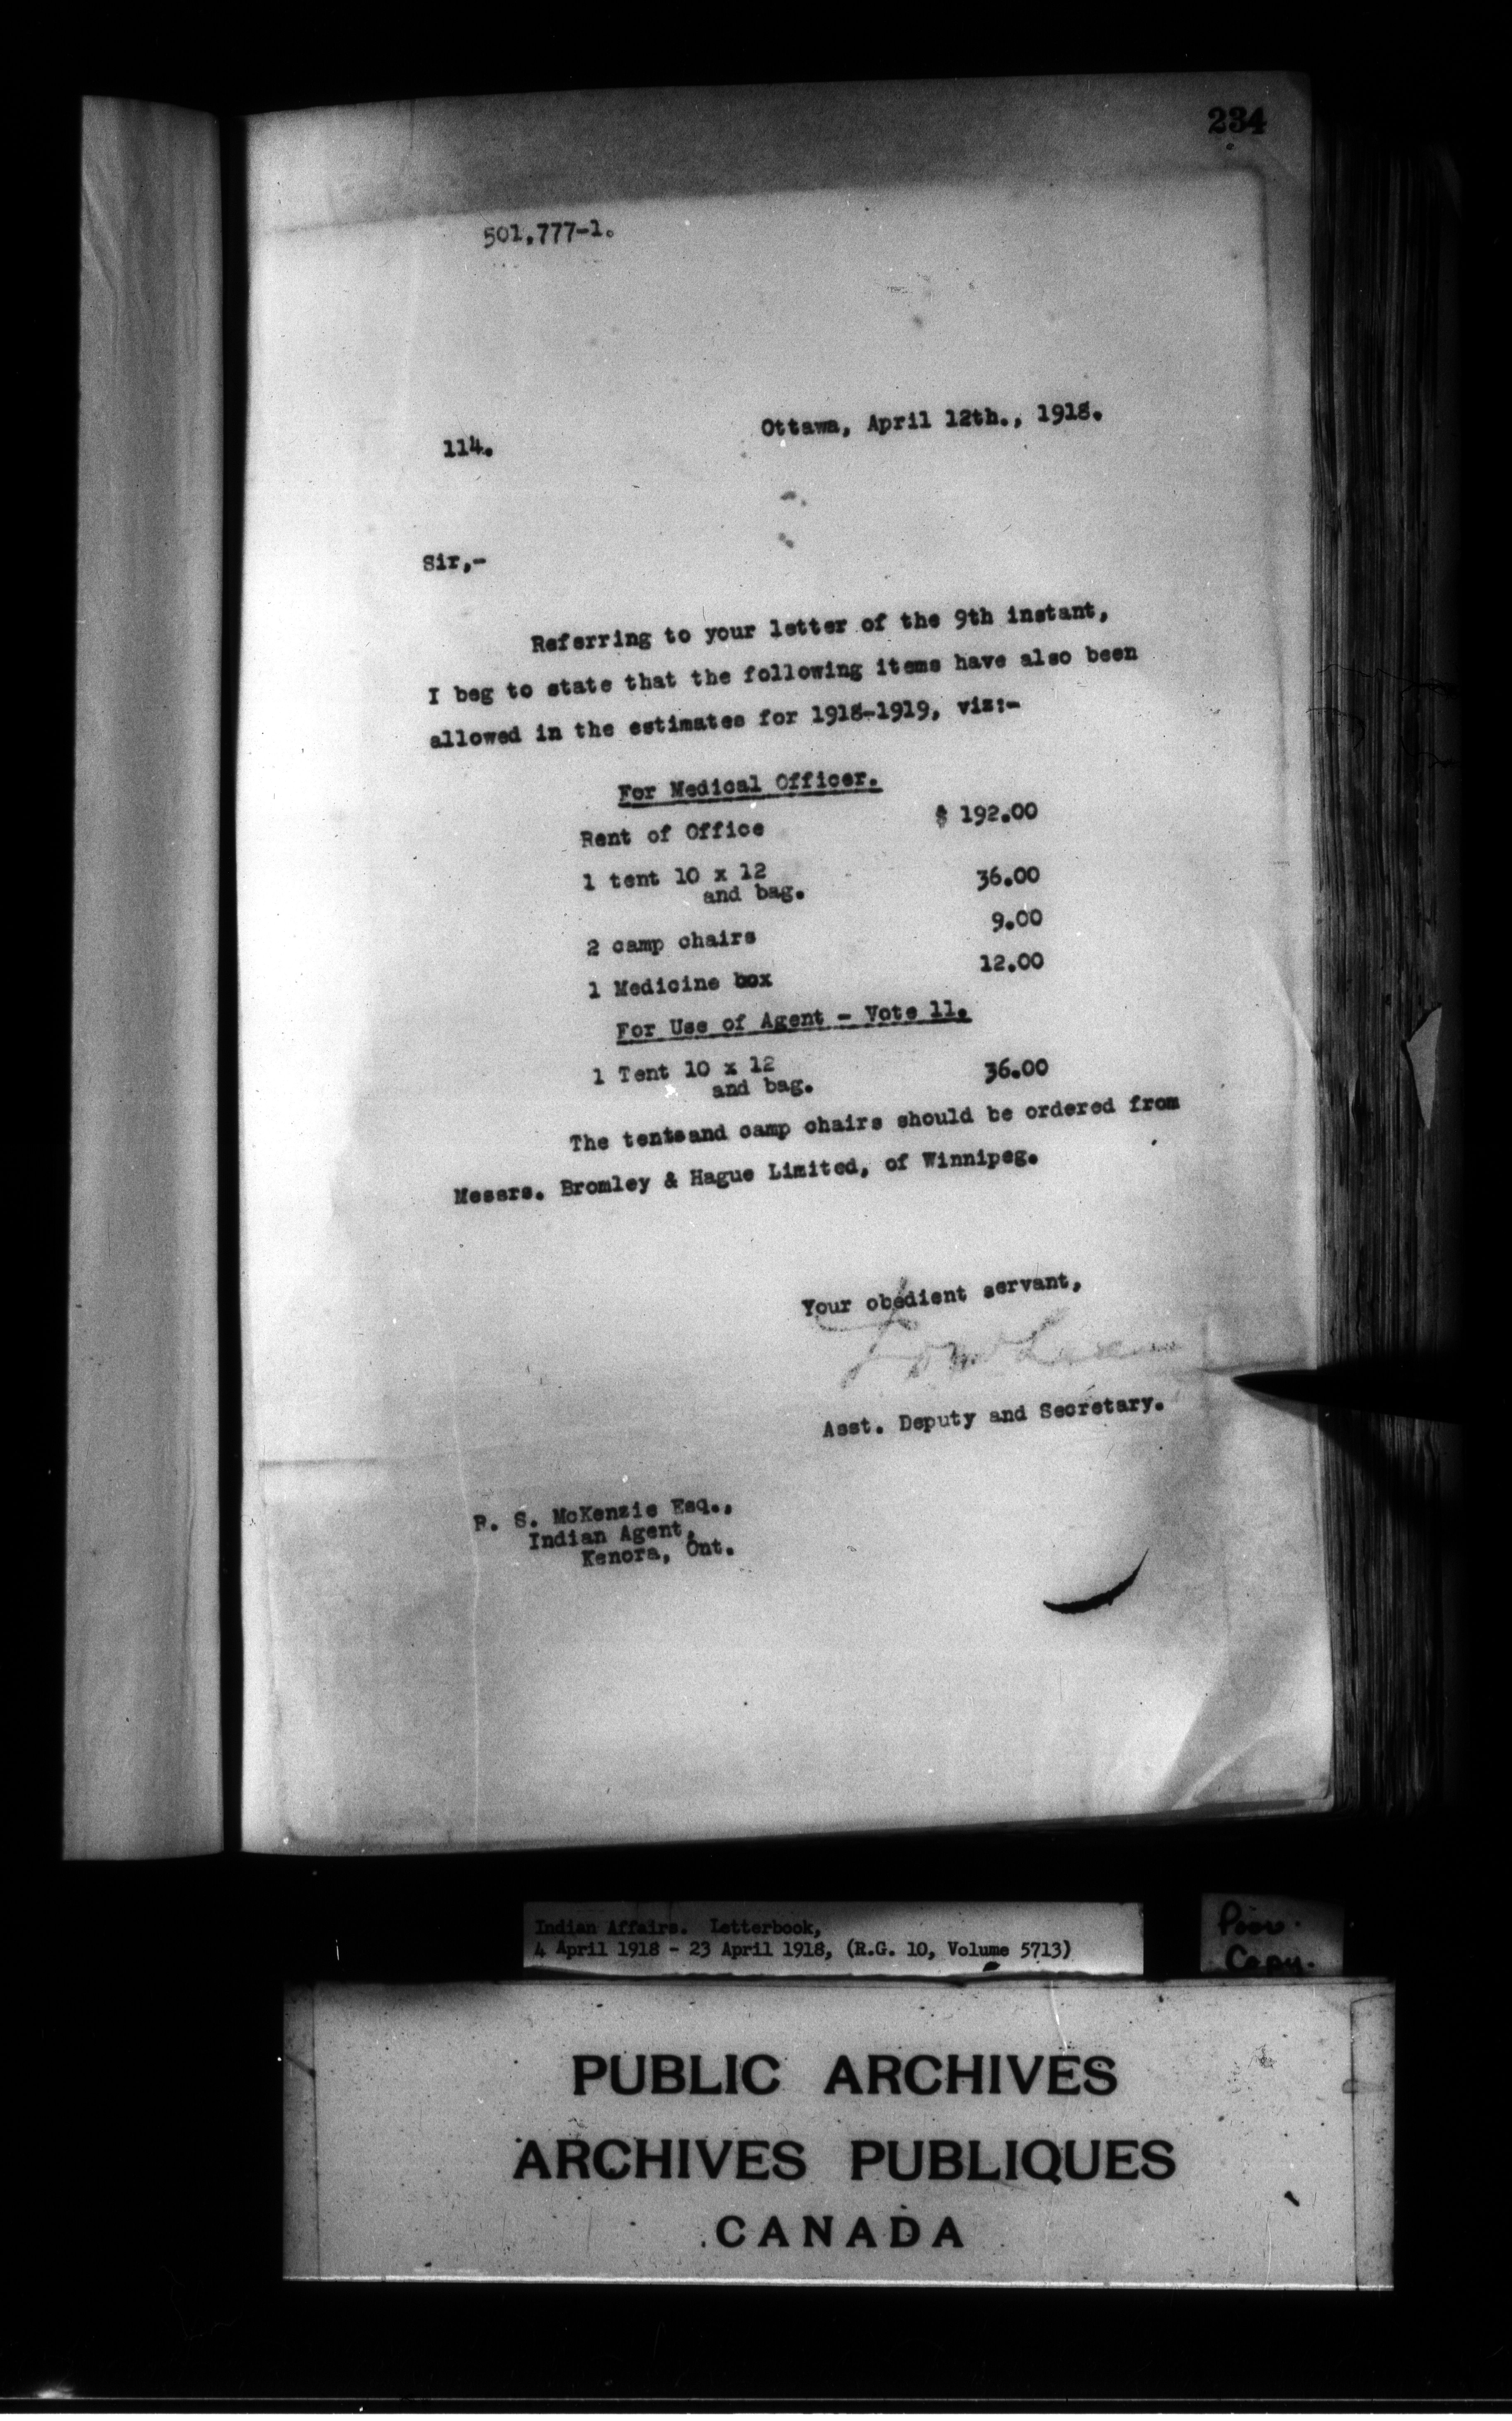 234
501,777-1.
Ottawa, April 12th., 1918.
114.
Sir,-
Referring to your letter of the 9th instant,
I beg to state that the following items have also been
allowed in the estimates for 1918-1919, viz:-
For Medical Officer.
Rent of Office $ 192.00
1 tent 10 x 12 36.00
and bag.
2 camp chairs 9.00
1 Medicine box 12.00
For Use of Agent - Vote 11.
1 Tent 10 x 12 36.00
and bag.
The tentsand camp chairs should be ordered from
Messrs. Bromley & Hague Limited, of Winnipeg.
Your obedient servant,
Asst. Deputy and Secretary.
R. S. McKenzie Esq.,
Indian Agent,
Kenora, Ont.
Indian Affairs. Letterbook,
4 April 1918 - 23 April 1918, (R.G. 10, Volume 5713)
Poor.
Copy.
PUBLIC ARCHIVES
ARCHIVES PUBLIQUES
CANADA